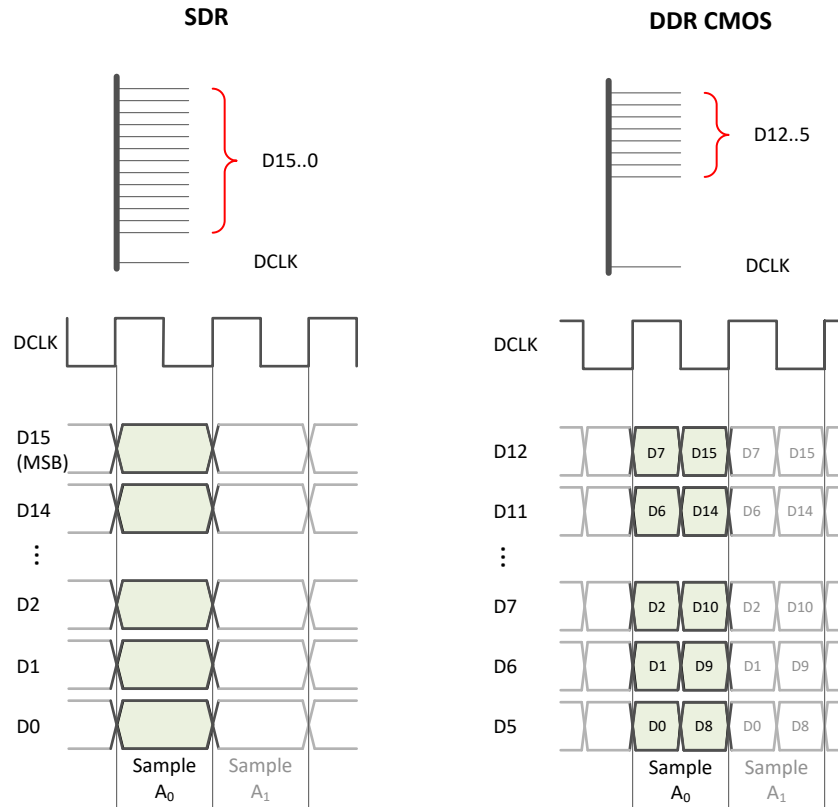 SDR
D15..0
DCLK
DCLK
D15
(MSB)
D14
D2
D1
D0
Sample
A0
Sample
A1
DDR CMOS
D12..5
DCLK
DCLK
D12
D7 D15 D7 D15
D11
D6 D14 D6 D14
D7
D2 D10 D2 D10
D6
D1 D9 D1 D9
D5
D0 D8 D0 D8
Sample
A0
Sample
A1